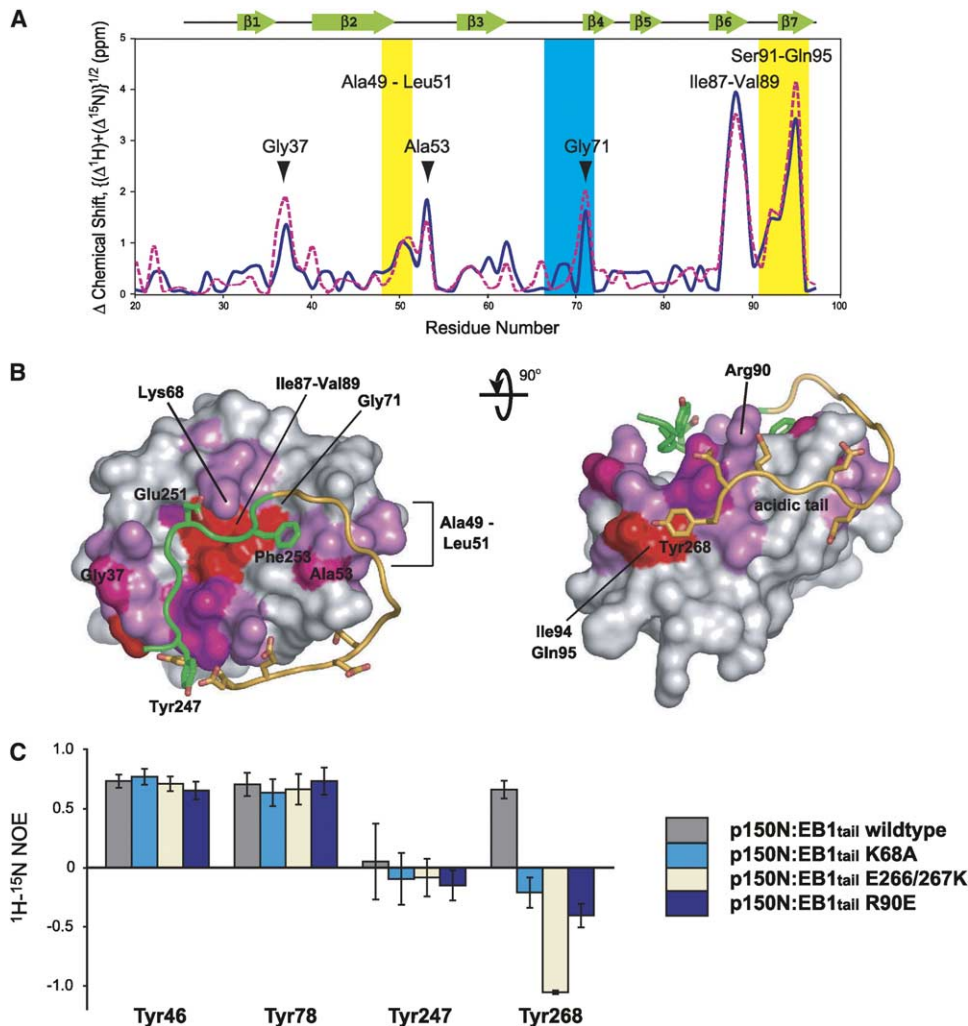 A
β1 β2 β3 β4 β5 β6 β7
Δ Chemical Shift, {(Δ¹H)+(Δ¹⁵N)}¹/² (ppm)
5
4
3
2
1
0
Ala49 - Leu51
Ser91-Gln95
Ile87-Val89
Gly37
Ala53
Gly71
20 30 40 50 60 70 80 90 100
Residue Number
B
90°
Lys68
Ile87-Val89
Gly71
Glu251
Phe253
Gly37
Ala53
Ala49 -
Leu51
Tyr247
Arg90
acidic tail
Tyr268
Ile94
Gln95
C
¹H-¹⁵N NOE
1.0
0.5
0
-0.5
-1.0
Tyr46 Tyr78 Tyr247 Tyr268
p150N:EB1tail wildtype
p150N:EB1tail K68A
p150N:EB1tail E266/267K
p150N:EB1tail R90E